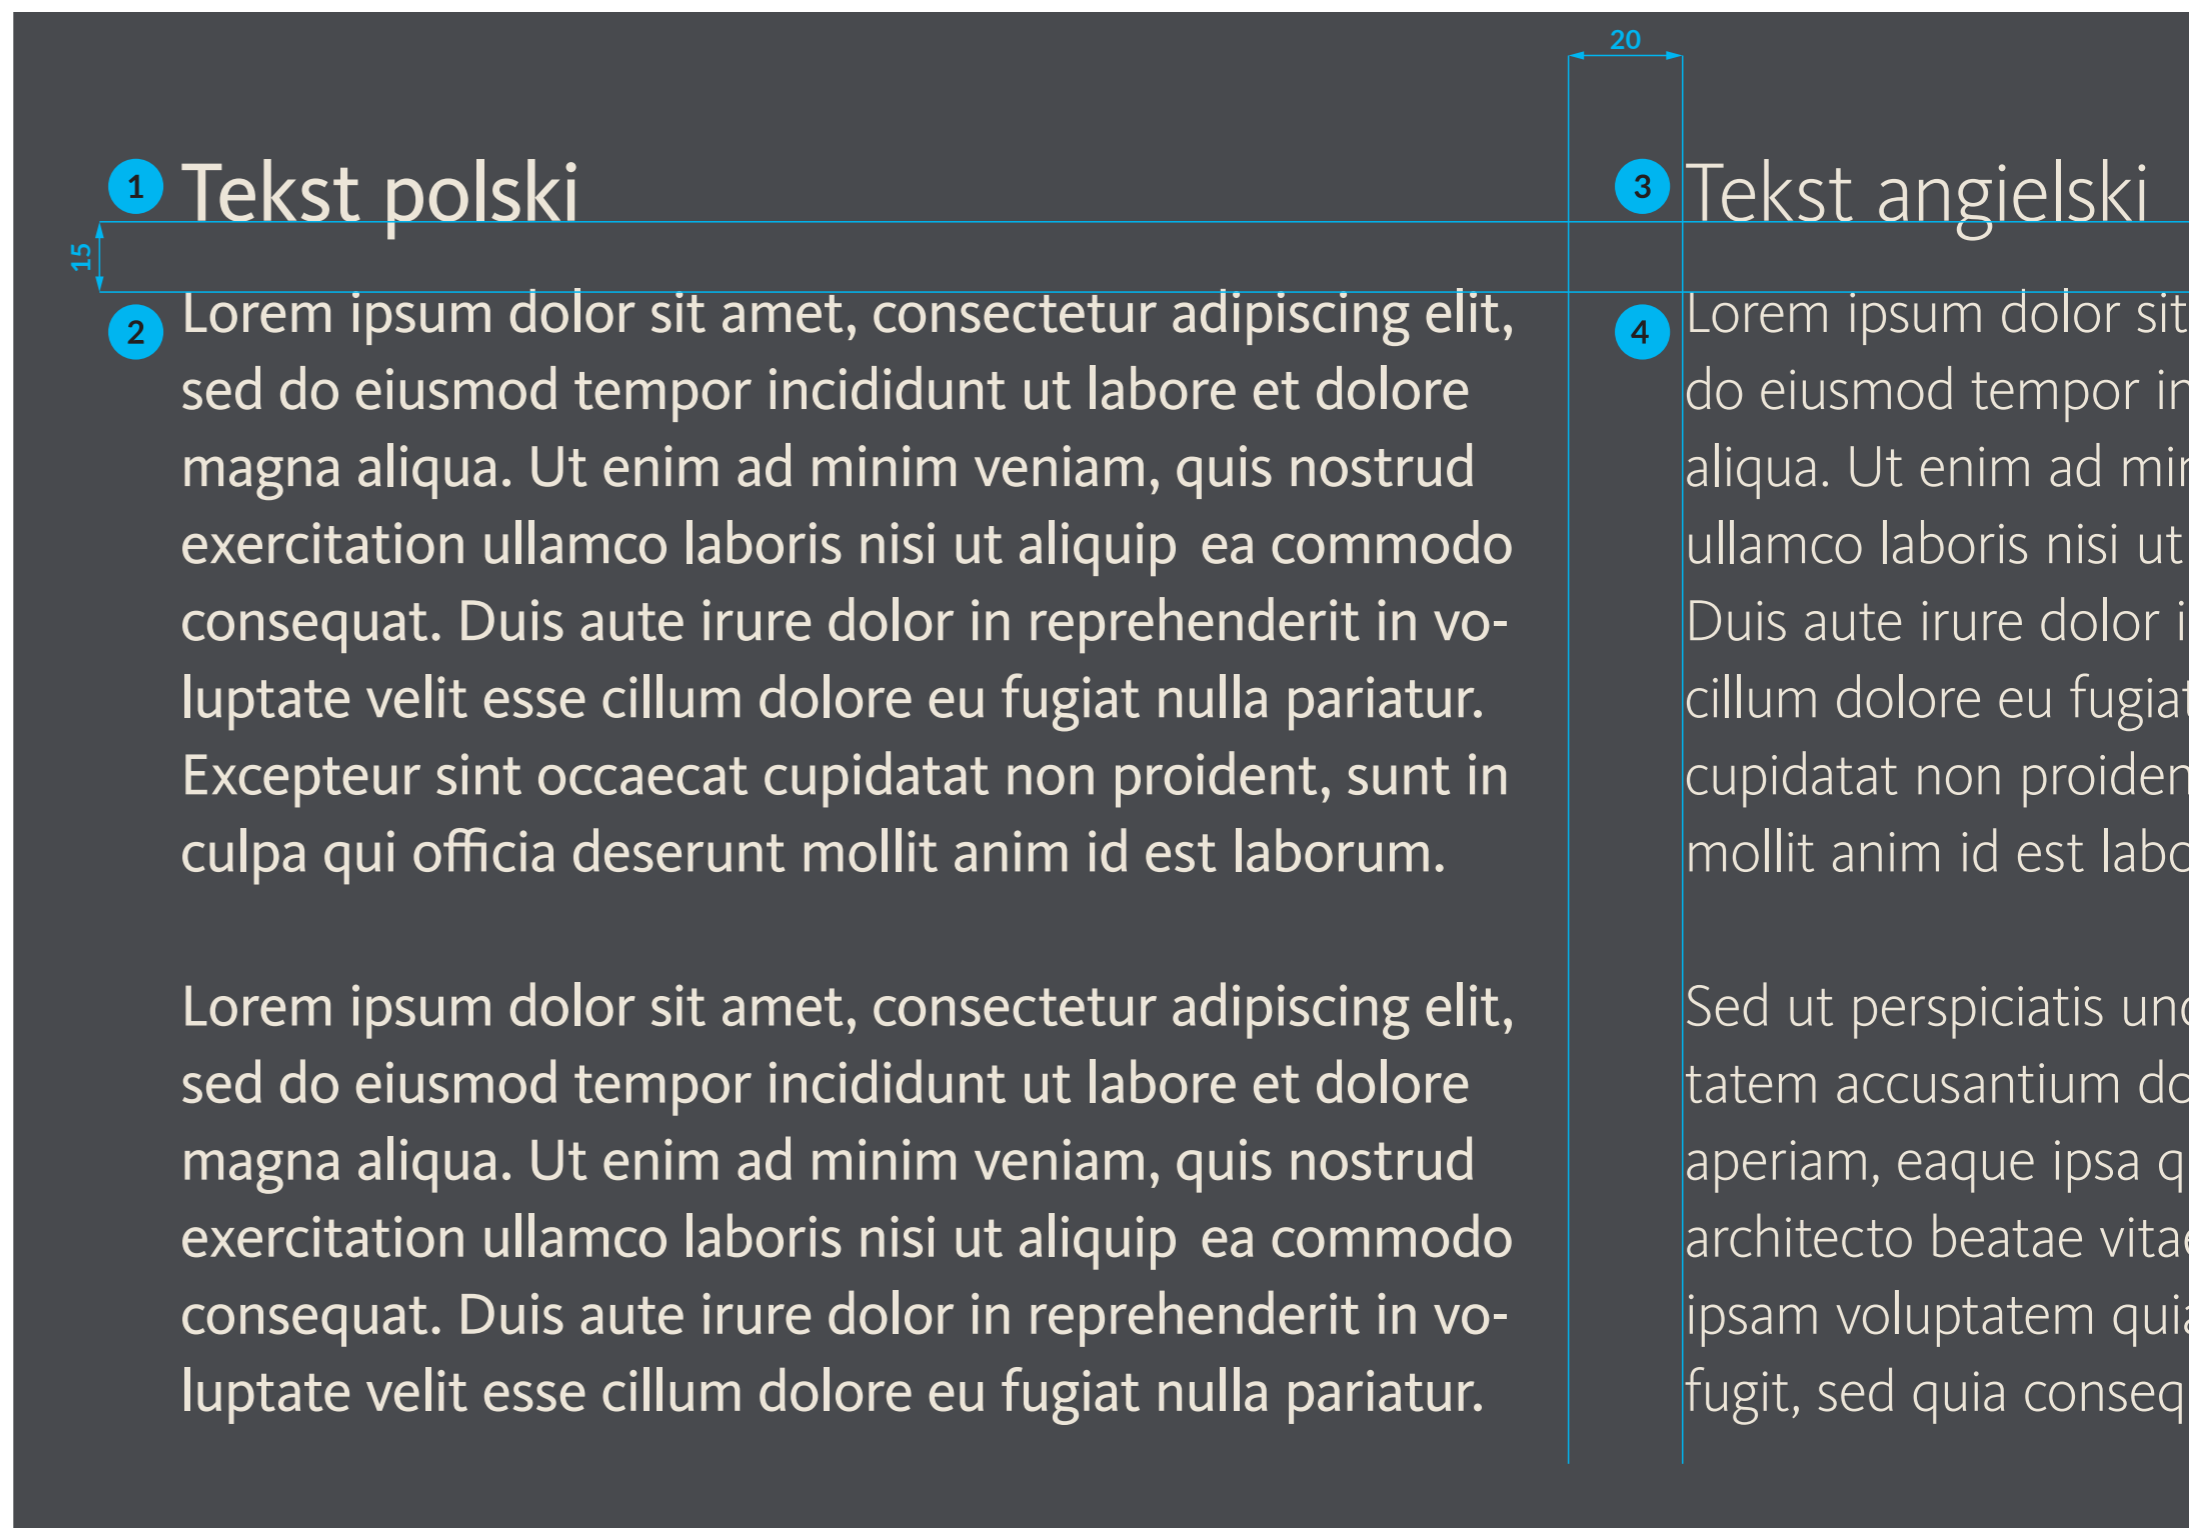 20
1 Tekst polski
15
2 Lorem ipsum dolor sit amet, consectetur adipiscing elit,
sed do eiusmod tempor incididunt ut labore et dolore
magna aliqua. Ut enim ad minim veniam, quis nostrud
exercitation ullamco laboris nisi ut aliquip ea commodo
consequat. Duis aute irure dolor in reprehenderit in vo-
luptate velit esse cillum dolore eu fugiat nulla pariatur.
Excepteur sint occaecat cupidatat non proident, sunt in
culpa qui officia deserunt mollit anim id est laborum.
Lorem ipsum dolor sit amet, consectetur adipiscing elit,
sed do eiusmod tempor incididunt ut labore et dolore
magna aliqua. Ut enim ad minim veniam, quis nostrud
exercitation ullamco laboris nisi ut aliquip ea commodo
consequat. Duis aute irure dolor in reprehenderit in vo-
luptate velit esse cillum dolore eu fugiat nulla pariatur.
3 Tekst angielski
4 Lorem ipsum dolor sit
do eiusmod tempor
aliqua. Ut enim ad
ullamco laboris nisi ut
Duis aute irure dolor
cillum dolore eu
cupidatat non
mollit anim id est
Sed ut perspiciatis
tatem accusantium
aperiam, eaque ipsa
architecto beatae
ipsam voluptatem
fugit, sed quia